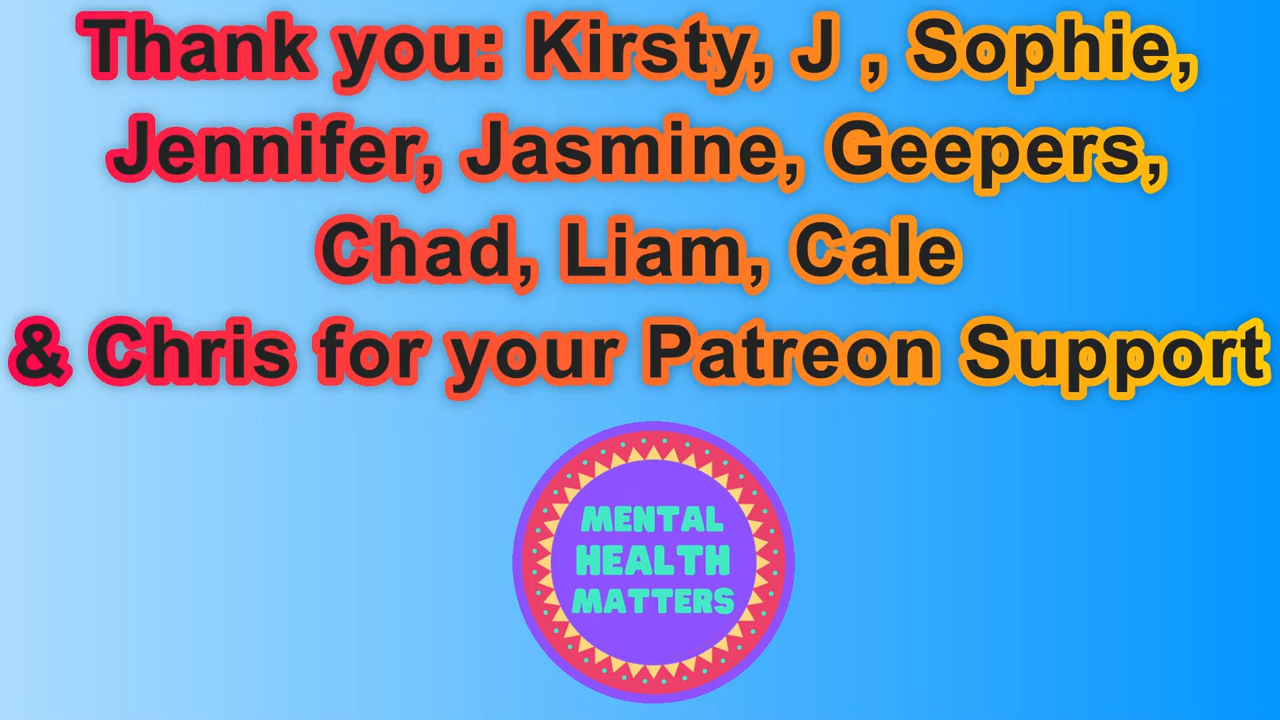 Thank you: Kirsty, J , Sophie,
Jennifer, Jasmine, Geepers,
Chad, Liam, Cale
& Chris for your Patreon Support
MENTAL
HEALTH
MATTERS